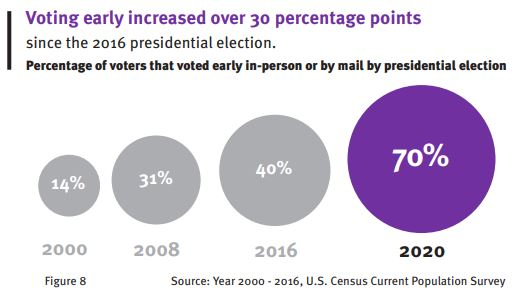 Voting early increased over 30 percentage points
since the 2016 presidential election.
Percentage of voters that voted early in-person or by mail by presidential election
14%
31%
40%
70%
2000
2008
2016
2020
Figure 8
Source: Year 2000 - 2016, U.S. Census Current Population Survey